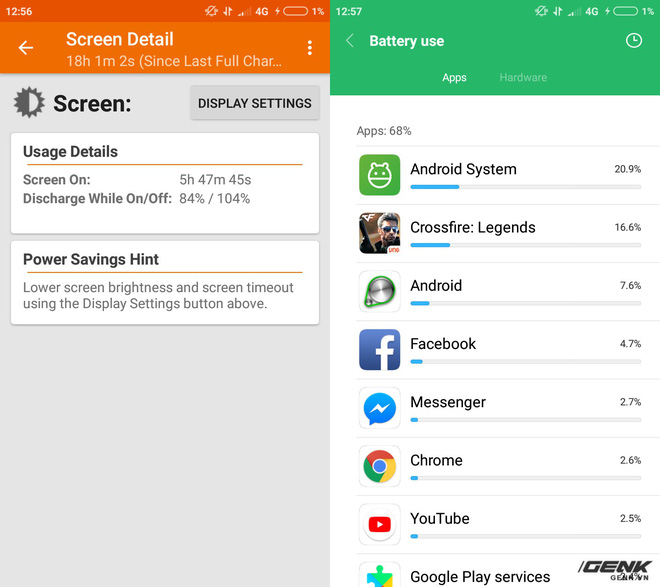 12:56
4G
1%
Screen Detail
18h 1m 2s (Since Last Full Char...
Screen:
DISPLAY SETTINGS
Usage Details
Screen On: 5h 47m 45s
Discharge While On/Off: 84% / 104%
Power Savings Hint
Lower screen brightness and screen timeout
using the Display Settings button above.
12:57
4G
1%
Battery use
Apps
Hardware
Apps: 68%
Android System 20.9%
Crossfire: Legends 16.6%
Android 7.6%
Facebook 4.7%
Messenger 2.7%
Chrome 2.6%
YouTube 2.5%
Google Play services
GENK
GENK.VN